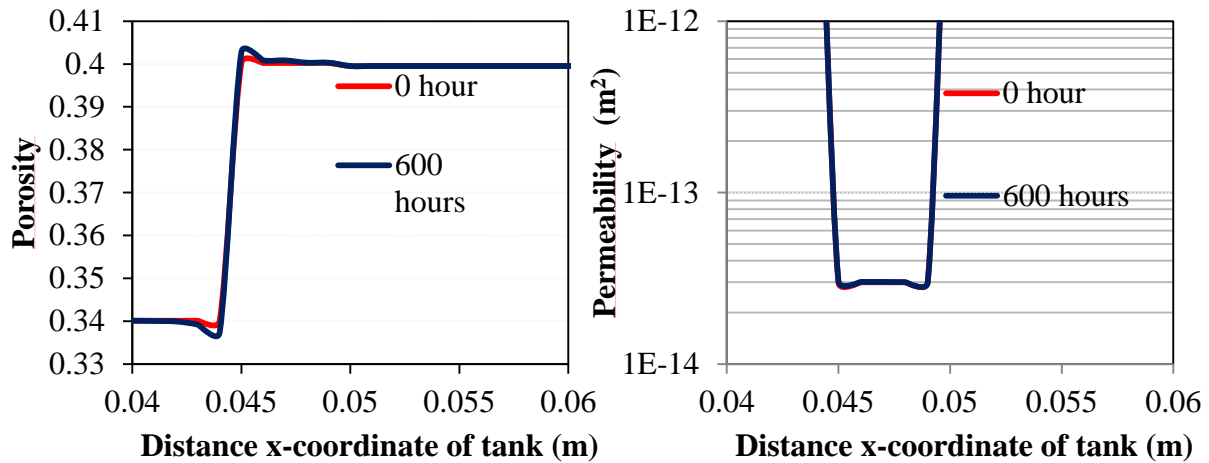 0.41
0.4
0.39
0.38
0.37
0.36
0.35
0.34
0.33
Porosity
0 hour
600
hours
0.04 0.045 0.05 0.055 0.06
Distance x-coordinate of tank (m)
1E-12
1E-13
1E-14
Permeability (m²)
0 hour
600 hours
0.04 0.045 0.05 0.055 0.06
Distance x-coordinate of tank (m)